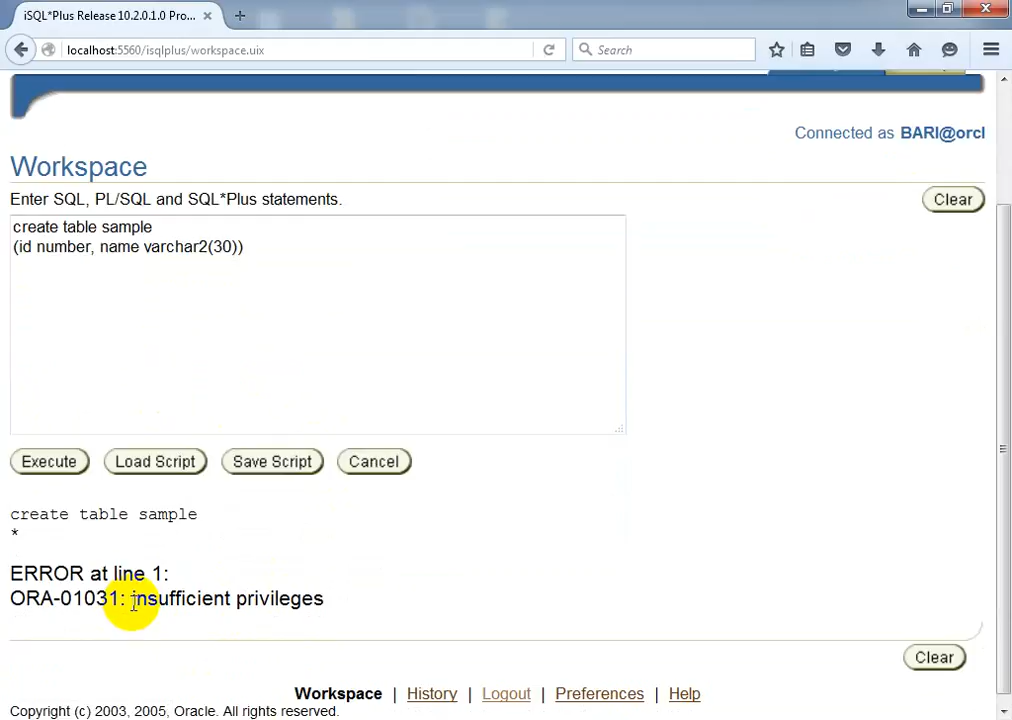 iSQL*Plus Release 10.2.0.1.0 Pro...
localhost:5560/isqlplus/workspace.uix
Search
Connected as BARI@orcl
Workspace
Enter SQL, PL/SQL and SQL*Plus statements.
Clear
create table sample
(id number, name varchar2(30))
Execute
Load Script
Save Script
Cancel
create table sample
*
ERROR at line 1:
ORA-01031: insufficient privileges
Clear
Workspace | History | Logout | Preferences | Help
Copyright (c) 2003, 2005, Oracle. All rights reserved.